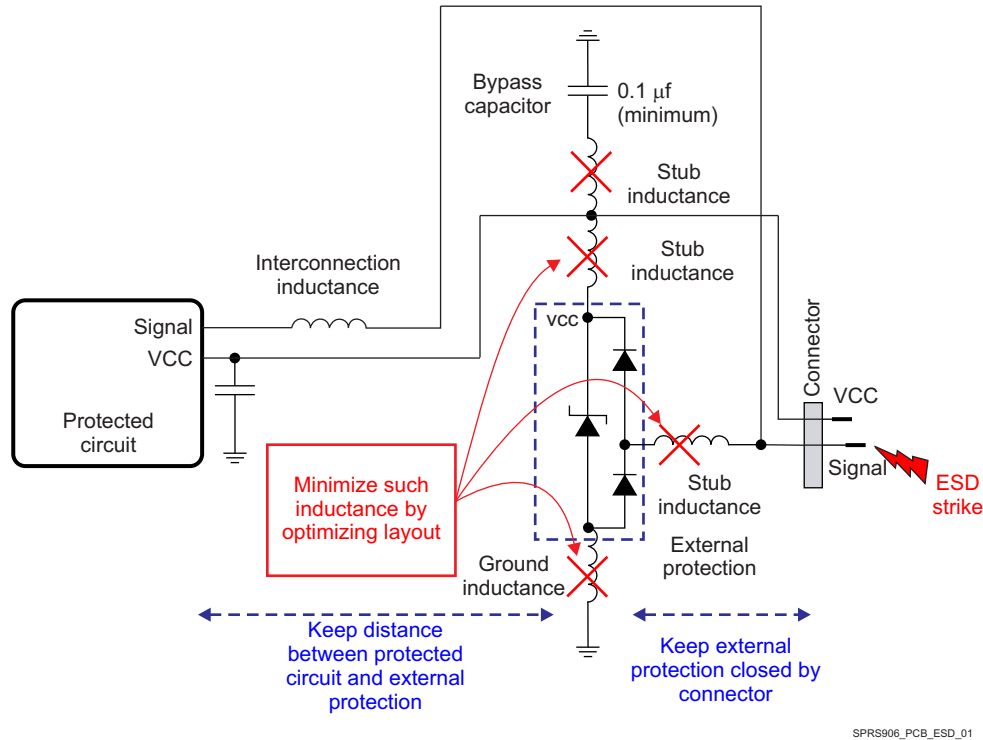 Bypass
capacitor
0.1 μf
(minimum)
Stub
inductance
Stub
inductance
Interconnection
inductance
Signal
VCC
Protected
circuit
vcc
Connector
VCC
Signal
ESD
strike
Minimize such
inductance by
optimizing layout
Stub
inductance
External
protection
Ground
inductance
Keep distance
between protected
circuit and external
protection
Keep external
protection closed by
connector
SPRS906_PCB_ESD_01